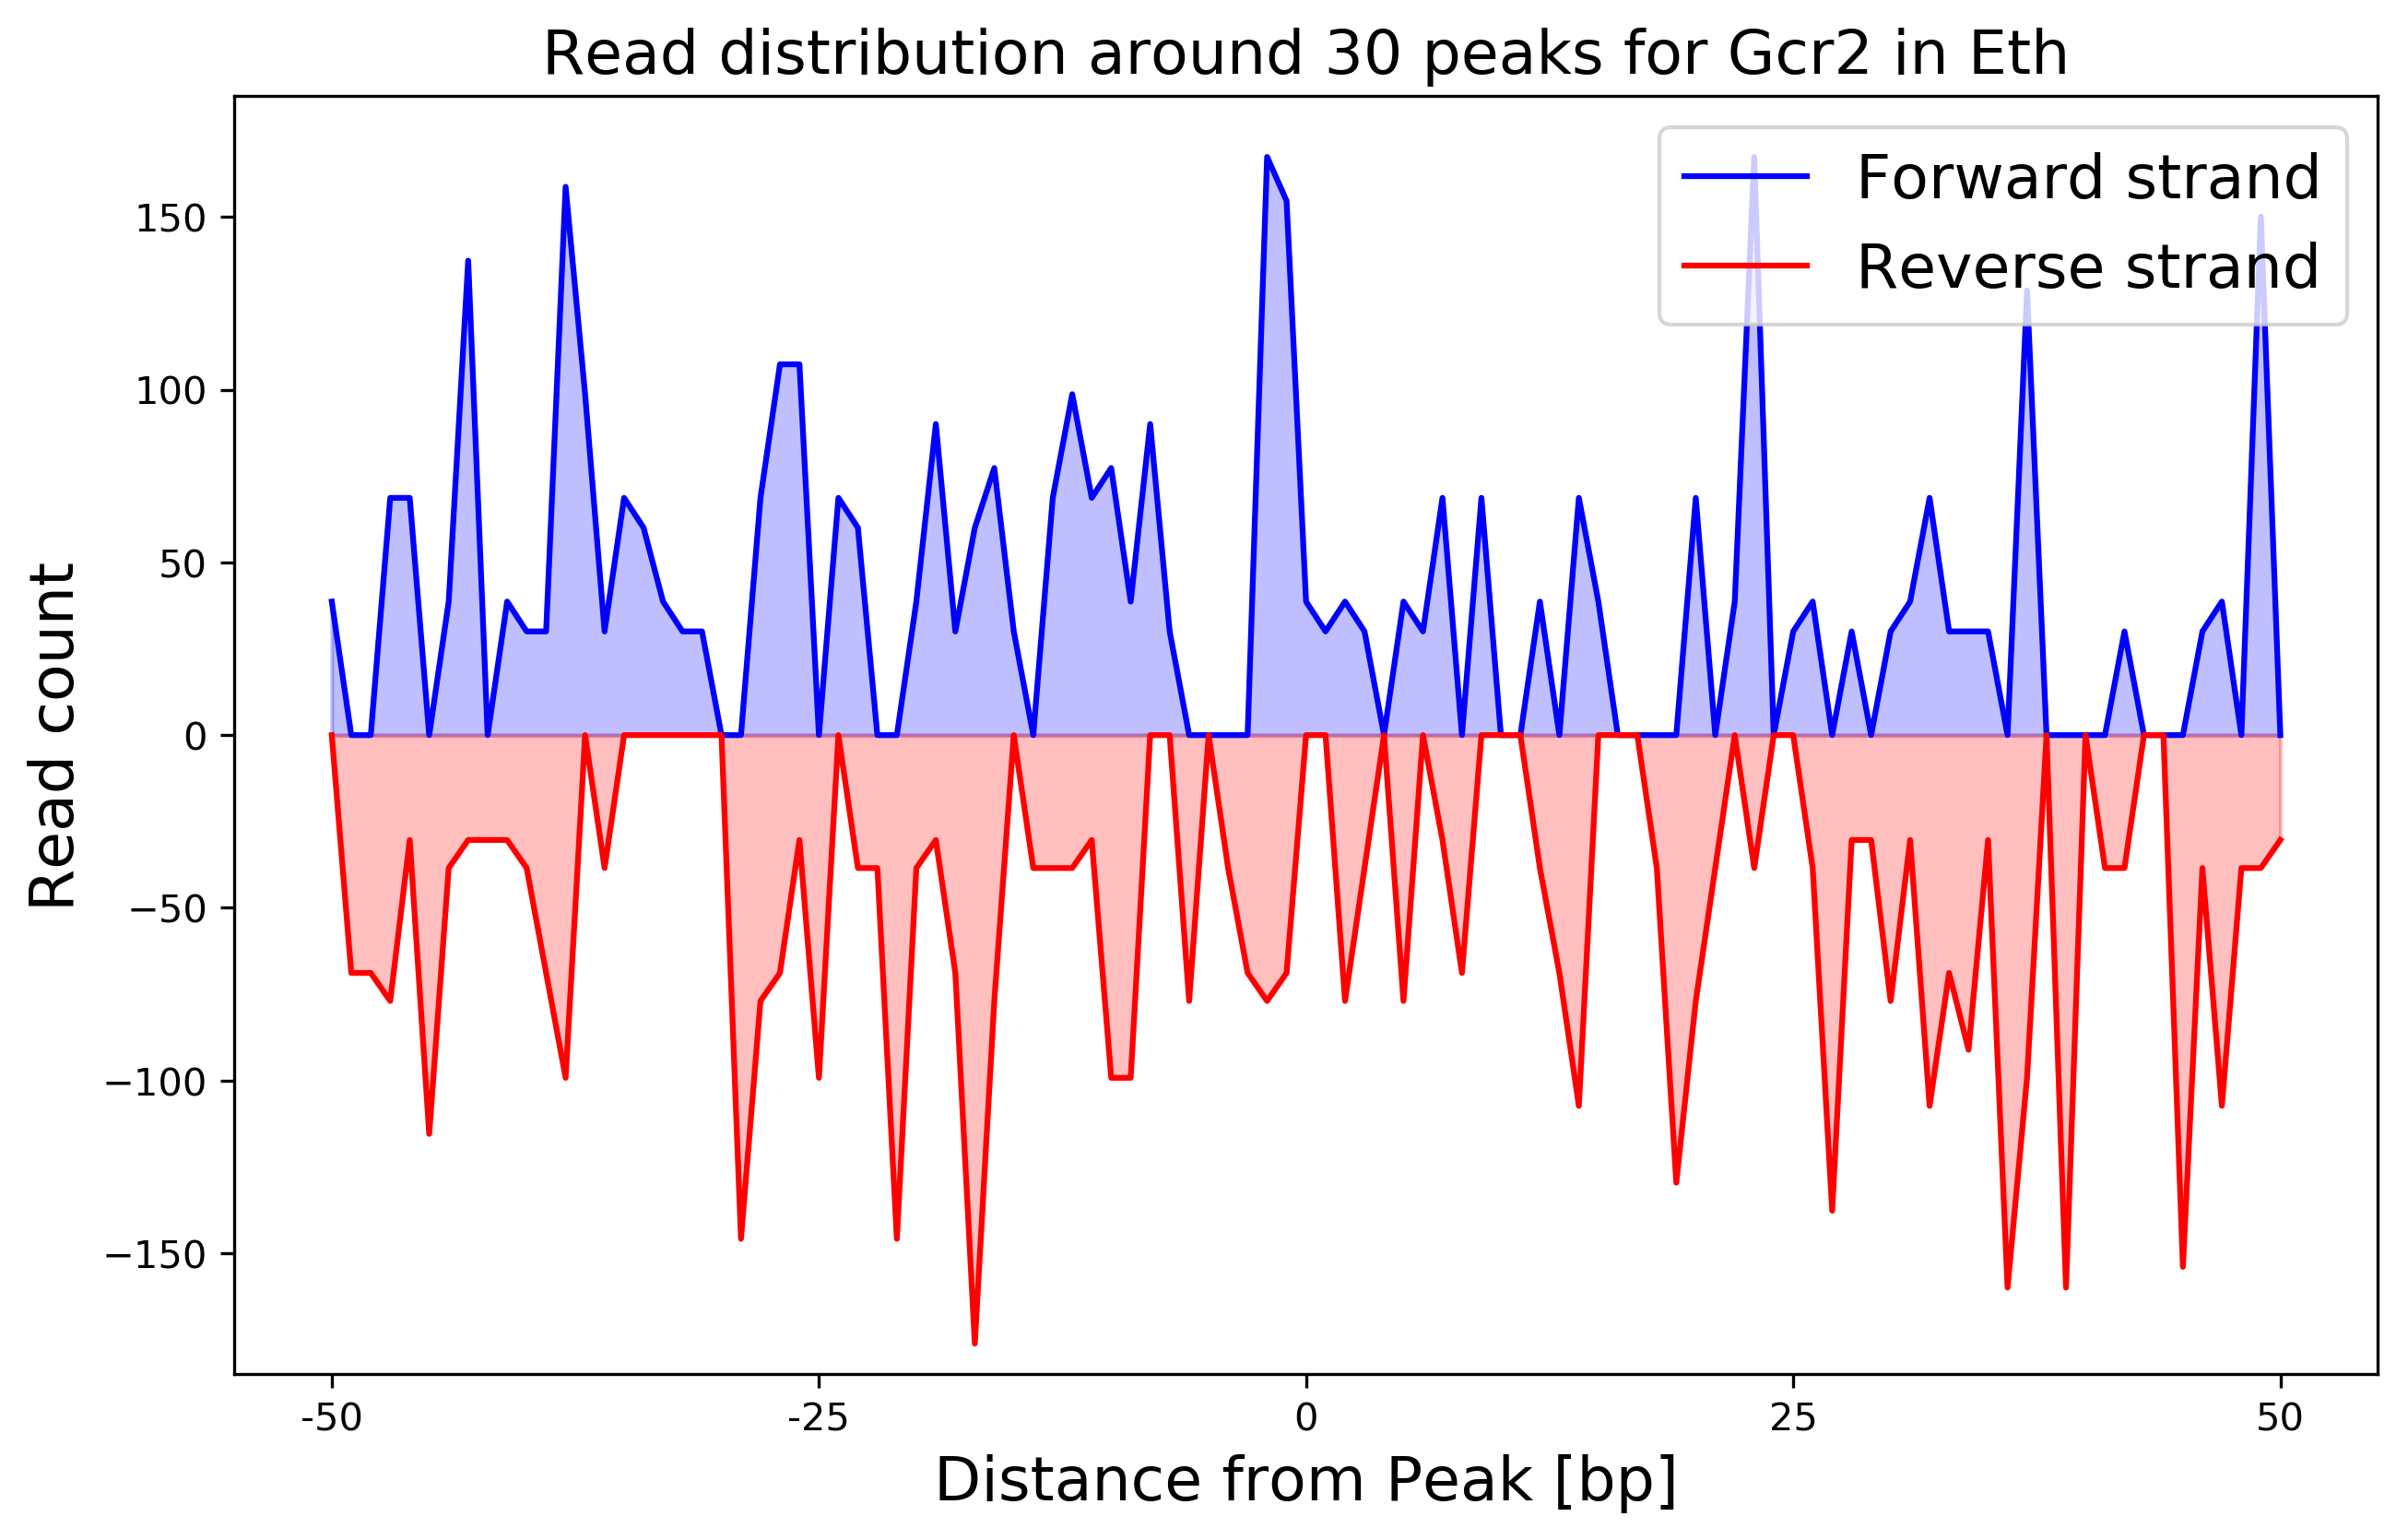 Read distribution around 30 peaks for Gcr2 in Eth
Forward strand
Reverse strand
Read count
150
100
50
0
−50
−100
−150
-50
-25
0
25
50
Distance from Peak [bp]